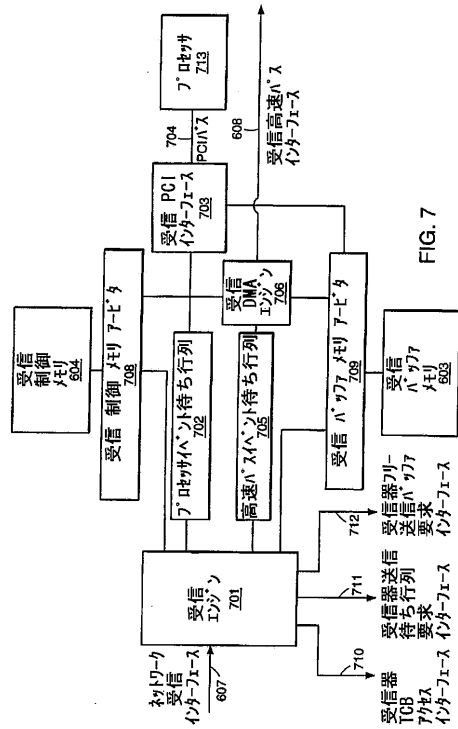 受信
制御
メモリ
604
受信 制御 メモリ アービタ
708
プロセッサ
713
704
PCIバス
受信 PCI
インターフェース
703
608
受信高速バス
インターフェース
受信
DMA
エンジン
706
プロセッサイベント待ち行列
702
高速バスイベント待ち行列
705
受信 バッファ メモリ アービタ
709
受信
バッファ
メモリ
603
受信
エンジン
701
ネットワーク
受信
インターフェース
607
710
受信器
TCB
アクセス
インターフェース
711
受信器送信
待ち行列
要求
インターフェース
712
受信器フリー
送信バッファ
要求
インターフェース
FIG. 7